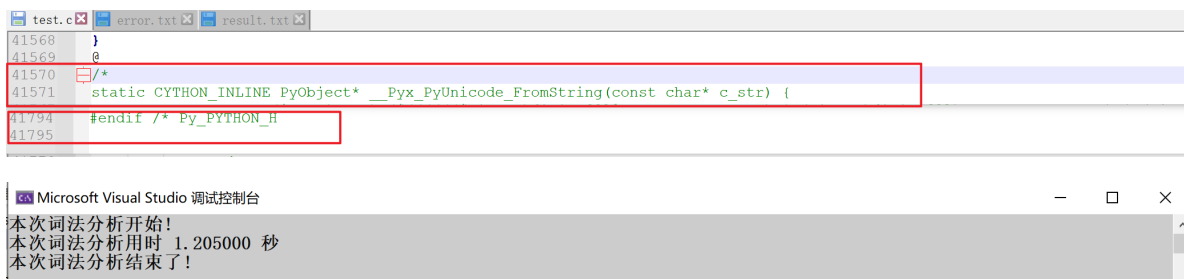 test.c error.txt result.txt
41568 }
41569 @
41570 /*
41571 static CYTHON_INLINE PyObject* __Pyx_PyUnicode_FromString(const char* c_str) {
41794 #endif /* Py_PYTHON_H
41795
Microsoft Visual Studio 调试控制台
本次词法分析开始!
本次词法分析用时 1.205000 秒
本次词法分析结束了!